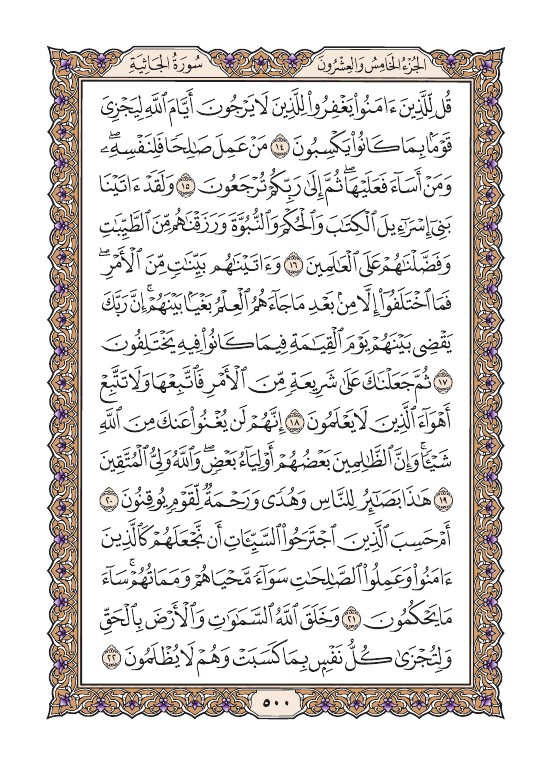 الجزء الخامس والعشرون
سورة الجاثية
قُل لِّلَّذِينَ ءَامَنُوا۟ يَغْفِرُوا۟ لِلَّذِينَ لَا يَرْجُونَ أَيَّامَ ٱللَّهِ لِيَجْزِىَ
قَوْمًۢا بِمَا كَانُوا۟ يَكْسِبُونَ ١٤ مَنْ عَمِلَ صَٰلِحًا فَلِنَفْسِهِۦ ۖ
وَمَنْ أَسَآءَ فَعَلَيْهَا ۖ ثُمَّ إِلَىٰ رَبِّكُمْ تُرْجَعُونَ ١٥ وَلَقَدْ ءَاتَيْنَا
بَنِىٓ إِسْرَٰٓءِيلَ ٱلْكِتَٰبَ وَٱلْحُكْمَ وَٱلنُّبُوَّةَ وَرَزَقْنَٰهُم مِّنَ ٱلطَّيِّبَٰتِ
وَفَضَّلْنَٰهُمْ عَلَى ٱلْعَٰلَمِينَ ١٦ وَءَاتَيْنَٰهُم بَيِّنَٰتٍ مِّنَ ٱلْأَمْرِ ۖ
فَمَا ٱخْتَلَفُوٓا۟ إِلَّا مِنۢ بَعْدِ مَا جَآءَهُمُ ٱلْعِلْمُ بَغْيًۢا بَيْنَهُمْ ۚ إِنَّ رَبَّكَ
يَقْضِى بَيْنَهُمْ يَوْمَ ٱلْقِيَٰمَةِ فِيمَا كَانُوا۟ فِيهِ يَخْتَلِفُونَ
١٧ ثُمَّ جَعَلْنَٰكَ عَلَىٰ شَرِيعَةٍ مِّنَ ٱلْأَمْرِ فَٱتَّبِعْهَا وَلَا تَتَّبِعْ
أَهْوَآءَ ٱلَّذِينَ لَا يَعْلَمُونَ ١٨ إِنَّهُمْ لَن يُغْنُوا۟ عَنكَ مِنَ ٱللَّهِ
شَيْـًٔا ۚ وَإِنَّ ٱلظَّٰلِمِينَ بَعْضُهُمْ أَوْلِيَآءُ بَعْضٍ ۖ وَٱللَّهُ وَلِىُّ ٱلْمُتَّقِينَ
١٩ هَٰذَا بَصَٰٓئِرُ لِلنَّاسِ وَهُدًى وَرَحْمَةٌ لِّقَوْمٍ يُوقِنُونَ ٢٠
أَمْ حَسِبَ ٱلَّذِينَ ٱجْتَرَحُوا۟ ٱلسَّيِّـَٔاتِ أَن نَّجْعَلَهُمْ كَٱلَّذِينَ
ءَامَنُوا۟ وَعَمِلُوا۟ ٱلصَّٰلِحَٰتِ سَوَآءً مَّحْيَاهُمْ وَمَمَاتُهُمْ ۚ سَآءَ
مَا يَحْكُمُونَ ٢١ وَخَلَقَ ٱللَّهُ ٱلسَّمَٰوَٰتِ وَٱلْأَرْضَ بِٱلْحَقِّ
وَلِتُجْزَىٰ كُلُّ نَفْسٍۭ بِمَا كَسَبَتْ وَهُمْ لَا يُظْلَمُونَ ٢٢
٥٠٠